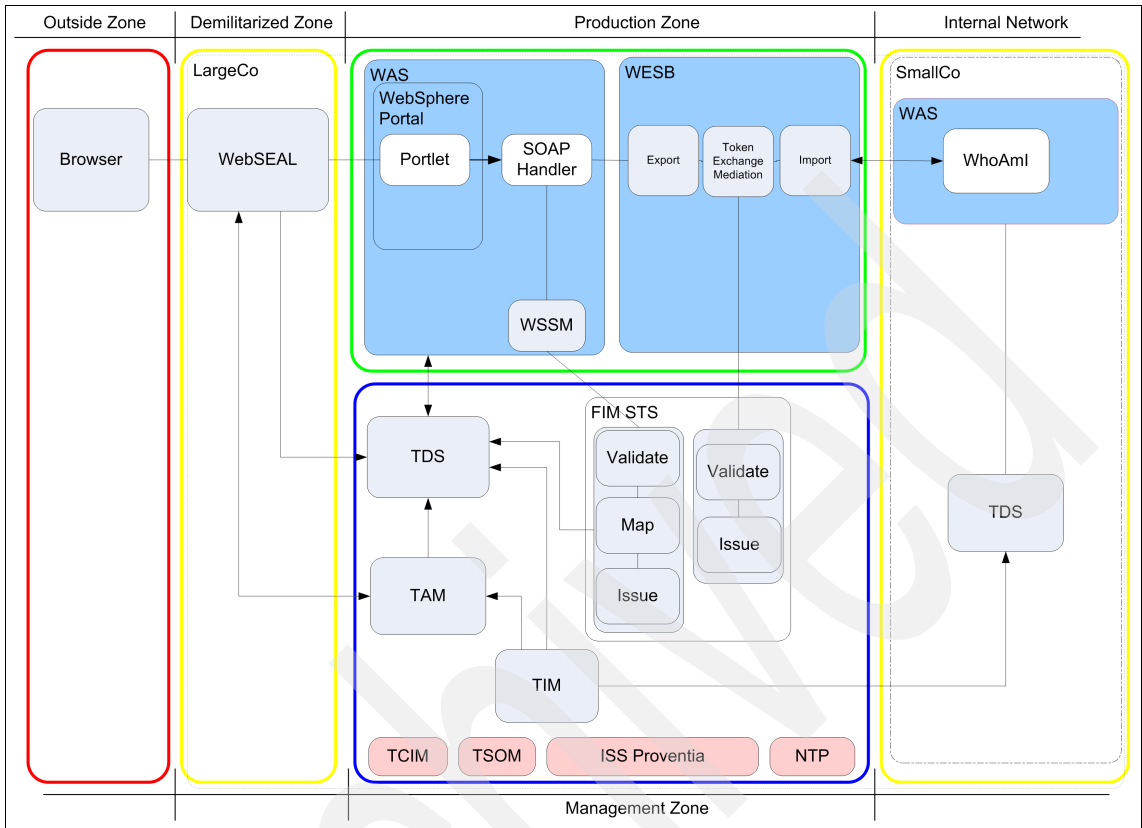 Outside Zone
Demilitarized Zone
Production Zone
Internal Network
LargeCo
WAS
WESB
SmallCo
WebSphere
Portal
WAS
Browser
WebSEAL
Portlet
SOAP
Handler
Export
Token
Exchange
Mediation
Import
WhoAmI
WSSM
FIM STS
TDS
Validate
Validate
Map
Issue
Issue
TDS
TAM
TIM
TCIM
TSOM
ISS Proventia
NTP
Management Zone